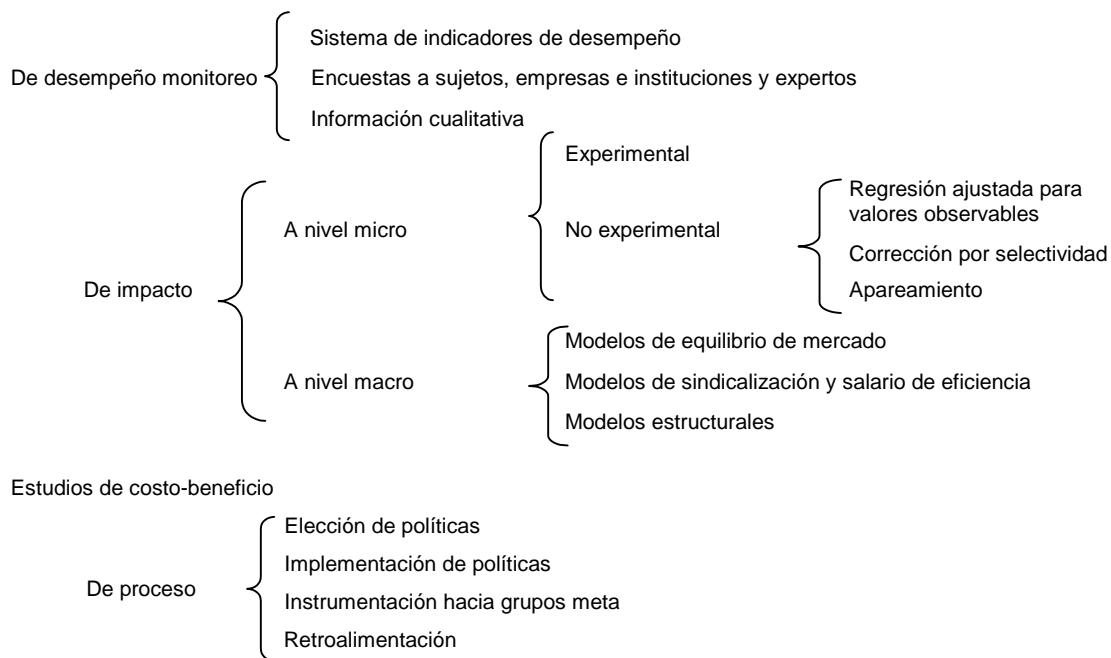 De desempeño monitoreo
Sistema de indicadores de desempeño
Encuestas a sujetos, empresas e instituciones y expertos
Información cualitativa
De impacto
A nivel micro
Experimental
No experimental
Regresión ajustada para
valores observables
Corrección por selectividad
Apareamiento
A nivel macro
Modelos de equilibrio de mercado
Modelos de sindicalización y salario de eficiencia
Modelos estructurales
Estudios de costo-beneficio
De proceso
Elección de políticas
Implementación de políticas
Instrumentación hacia grupos meta
Retroalimentación